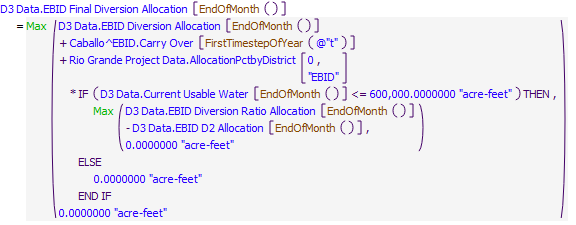 D3 Data.EBID Final Diversion Allocation [EndOfMonth ( )]
= Max ( D3 Data.EBID Diversion Allocation [EndOfMonth ( )]
+ Caballo^EBID.Carry Over [FirstTimestepOfYear ( @"t" )]
+ Rio Grande Project Data.AllocationPctbyDistrict [ 0 ,
"EBID" ]
* IF ( D3 Data.Current Usable Water [EndOfMonth ( )] <= 600,000.0000000 "acre-feet" ) THEN ,
Max ( D3 Data.EBID Diversion Ratio Allocation [EndOfMonth ( )]
- D3 Data.EBID D2 Allocation [EndOfMonth ( )] ,
0.0000000 "acre-feet" )
ELSE
0.0000000 "acre-feet"
END IF
0.0000000 "acre-feet" )